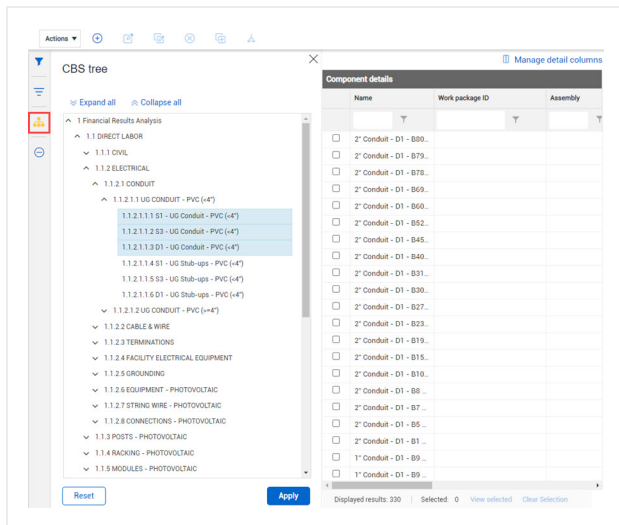 Actions
Manage detail columns
CBS tree
Expand all
Collapse all
1 Financial Results Analysis
1.1 DIRECT LABOR
1.1.1 CIVIL
1.1.2 ELECTRICAL
1.1.2.1 CONDUIT
1.1.2.1.1 UG CONDUIT - PVC (<4")
1.1.2.1.1.1 S1 - UG Conduit - PVC (<4")
1.1.2.1.1.2 S3 - UG Conduit - PVC (<4")
1.1.2.1.1.3 D1 - UG Conduit - PVC (<4")
1.1.2.1.1.4 S1 - UG Stub-ups - PVC (<4")
1.1.2.1.1.5 S3 - UG Stub-ups - PVC (<4")
1.1.2.1.1.6 D1 - UG Stub-ups - PVC (<4")
1.1.2.1.2 UG CONDUIT - PVC (>=4")
1.1.2.2 CABLE & WIRE
1.1.2.3 TERMINATIONS
1.1.2.4 FACILITY ELECTRICAL EQUIPMENT
1.1.2.5 GROUNDING
1.1.2.6 EQUIPMENT - PHOTOVOLTAIC
1.1.2.7 STRING WIRE - PHOTOVOLTAIC
1.1.2.8 CONNECTIONS - PHOTOVOLTAIC
1.1.3 POSTS - PHOTOVOLTAIC
1.1.4 RACKING - PHOTOVOLTAIC
1.1.5 MODULES - PHOTOVOLTAIC
Reset
Apply
Component details
Name Work package ID Assembly
2" Conduit - D1 - B80...
2" Conduit - D1 - B79...
2" Conduit - D1 - B78...
2" Conduit - D1 - B69...
2" Conduit - D1 - B60...
2" Conduit - D1 - B52...
2" Conduit - D1 - B45...
2" Conduit - D1 - B40...
2" Conduit - D1 - B31...
2" Conduit - D1 - B30...
2" Conduit - D1 - B27...
2" Conduit - D1 - B23...
2" Conduit - D1 - B19...
2" Conduit - D1 - B15...
2" Conduit - D1 - B10...
2" Conduit - D1 - B8 ...
2" Conduit - D1 - B7 ...
2" Conduit - D1 - B5 ...
2" Conduit - D1 - B1 ...
1" Conduit - D1 - B9 ...
1" Conduit - D1 - B9 ...
Displayed results: 330 Selected: 0 View selected Clear Selection